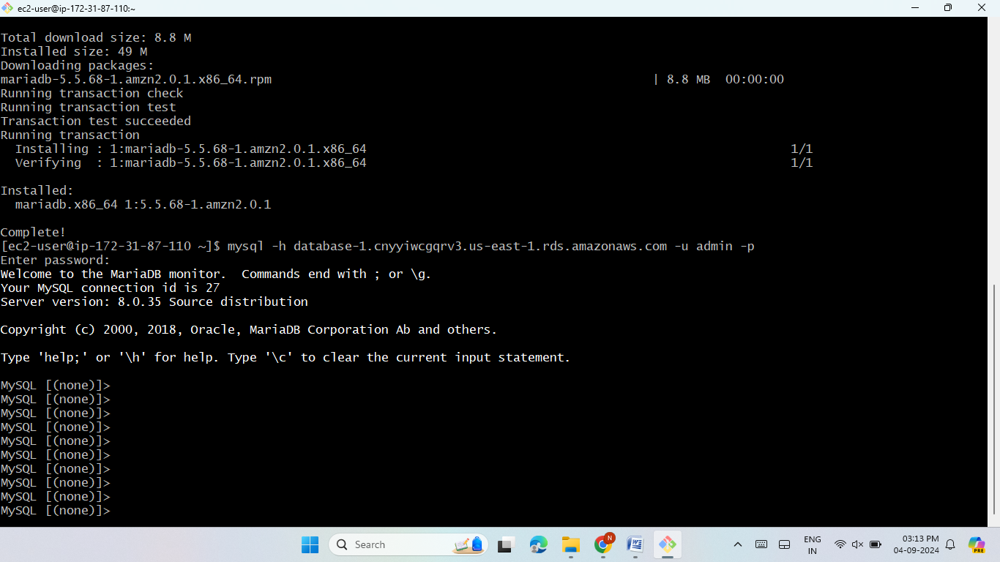 ec2-user@ip-172-31-87-110:~
Total download size: 8.8 M
Installed size: 49 M
Downloading packages:
mariadb-5.5.68-1.amzn2.0.1.x86_64.rpm | 8.8 MB 00:00:00
Running transaction check
Running transaction test
Transaction test succeeded
Running transaction
Installing : 1:mariadb-5.5.68-1.amzn2.0.1.x86_64 1/1
Verifying : 1:mariadb-5.5.68-1.amzn2.0.1.x86_64 1/1
Installed:
mariadb.x86_64 1:5.5.68-1.amzn2.0.1
Complete!
[ec2-user@ip-172-31-87-110 ~]$ mysql -h database-1.cnyyiwcgqrv3.us-east-1.rds.amazonaws.com -u admin -p
Enter password:
Welcome to the MariaDB monitor. Commands end with ; or \g.
Your MySQL connection id is 27
Server version: 8.0.35 Source distribution
Copyright (c) 2000, 2018, Oracle, MariaDB Corporation Ab and others.
Type 'help;' or '\h' for help. Type '\c' to clear the current input statement.
MySQL [(none)]>
MySQL [(none)]>
MySQL [(none)]>
MySQL [(none)]>
MySQL [(none)]>
MySQL [(none)]>
MySQL [(none)]>
MySQL [(none)]>
MySQL [(none)]>
MySQL [(none)]>
Search
N
W
ENG
IN
03:13 PM
04-09-2024
PRE